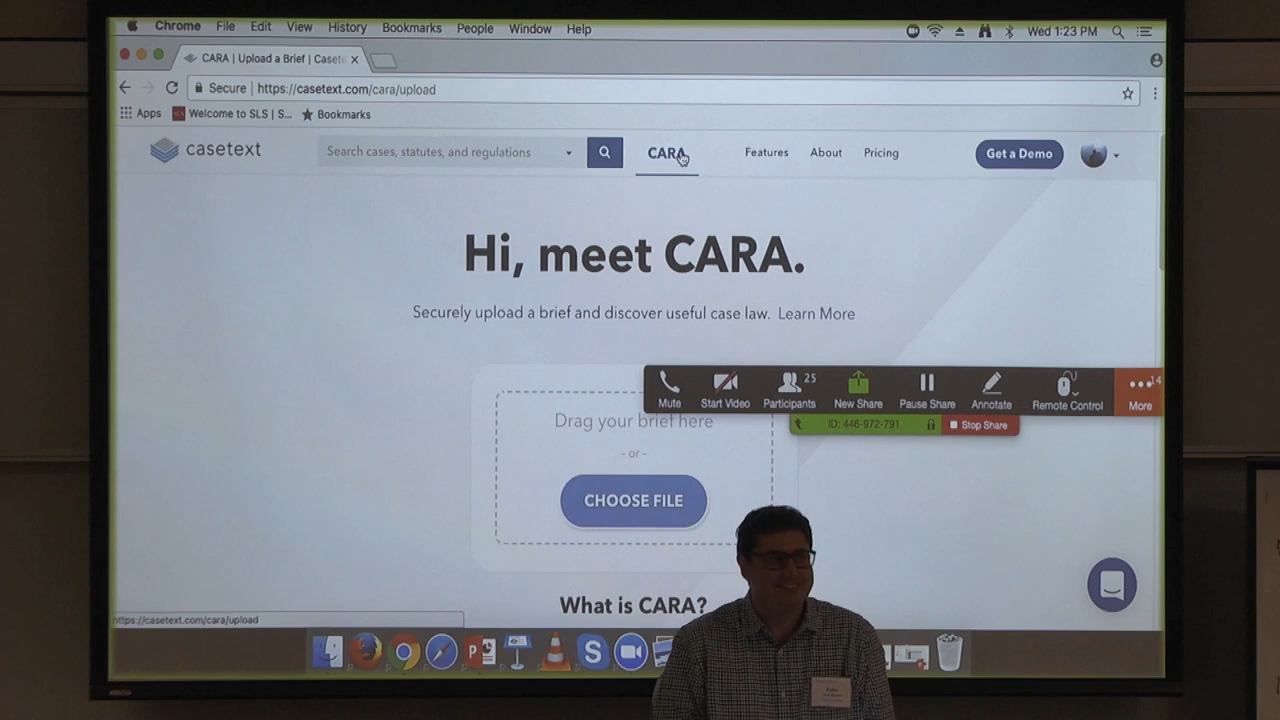 Chrome File Edit View History Bookmarks People Window Help Wed 1:23 PM
CARA | Upload a Brief | Casete
Secure | https://casetext.com/cara/upload
Apps Welcome to SLS | S... Bookmarks
casetext Search cases, statutes, and regulations CARA Features About Pricing Get a Demo
Hi, meet CARA.
Securely upload a brief and discover useful case law. Learn More
25 14
Mute Start Video Participants New Share Pause Share Annotate Remote Control More
Drag your brief here
ID: 446-972-791 Stop Share
- or -
CHOOSE FILE
What is CARA?
https://casetext.com/cara/upload